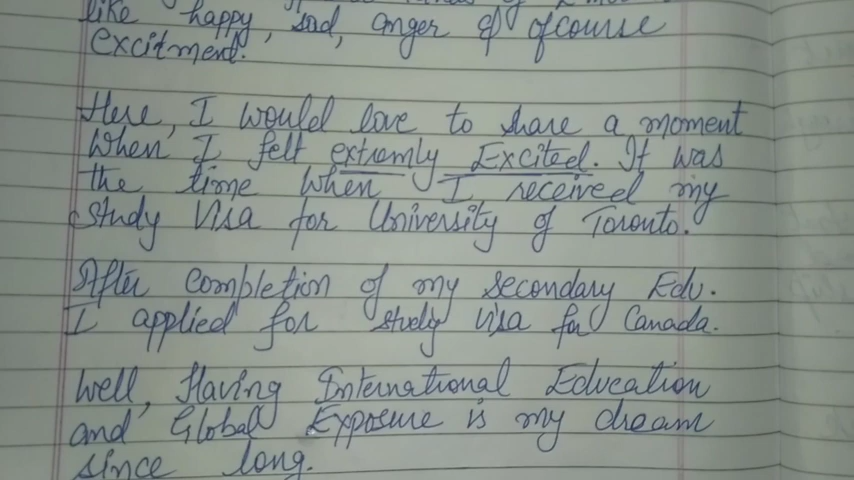 like happy, sad, anger & ofcourse
excitment.
Here, I would love to share a moment
When I felt extremly Excited. It was
the time When I received my
study Visa for University of Toronto.
After completion of my secondary Edu.
I applied for study visa for Canada.
Well, Having International Education
and Global Exposure is my dream
since long.